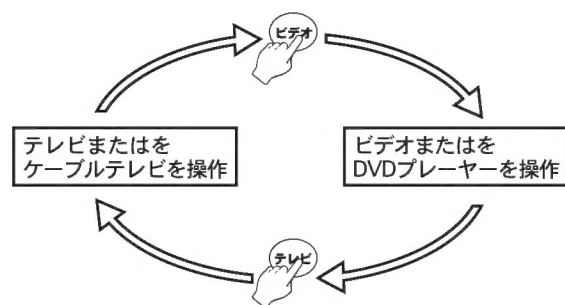 ビデオ
テレビまたはを
ケーブルテレビを操作
ビデオまたはを
DVDプレーヤーを操作
テレビ